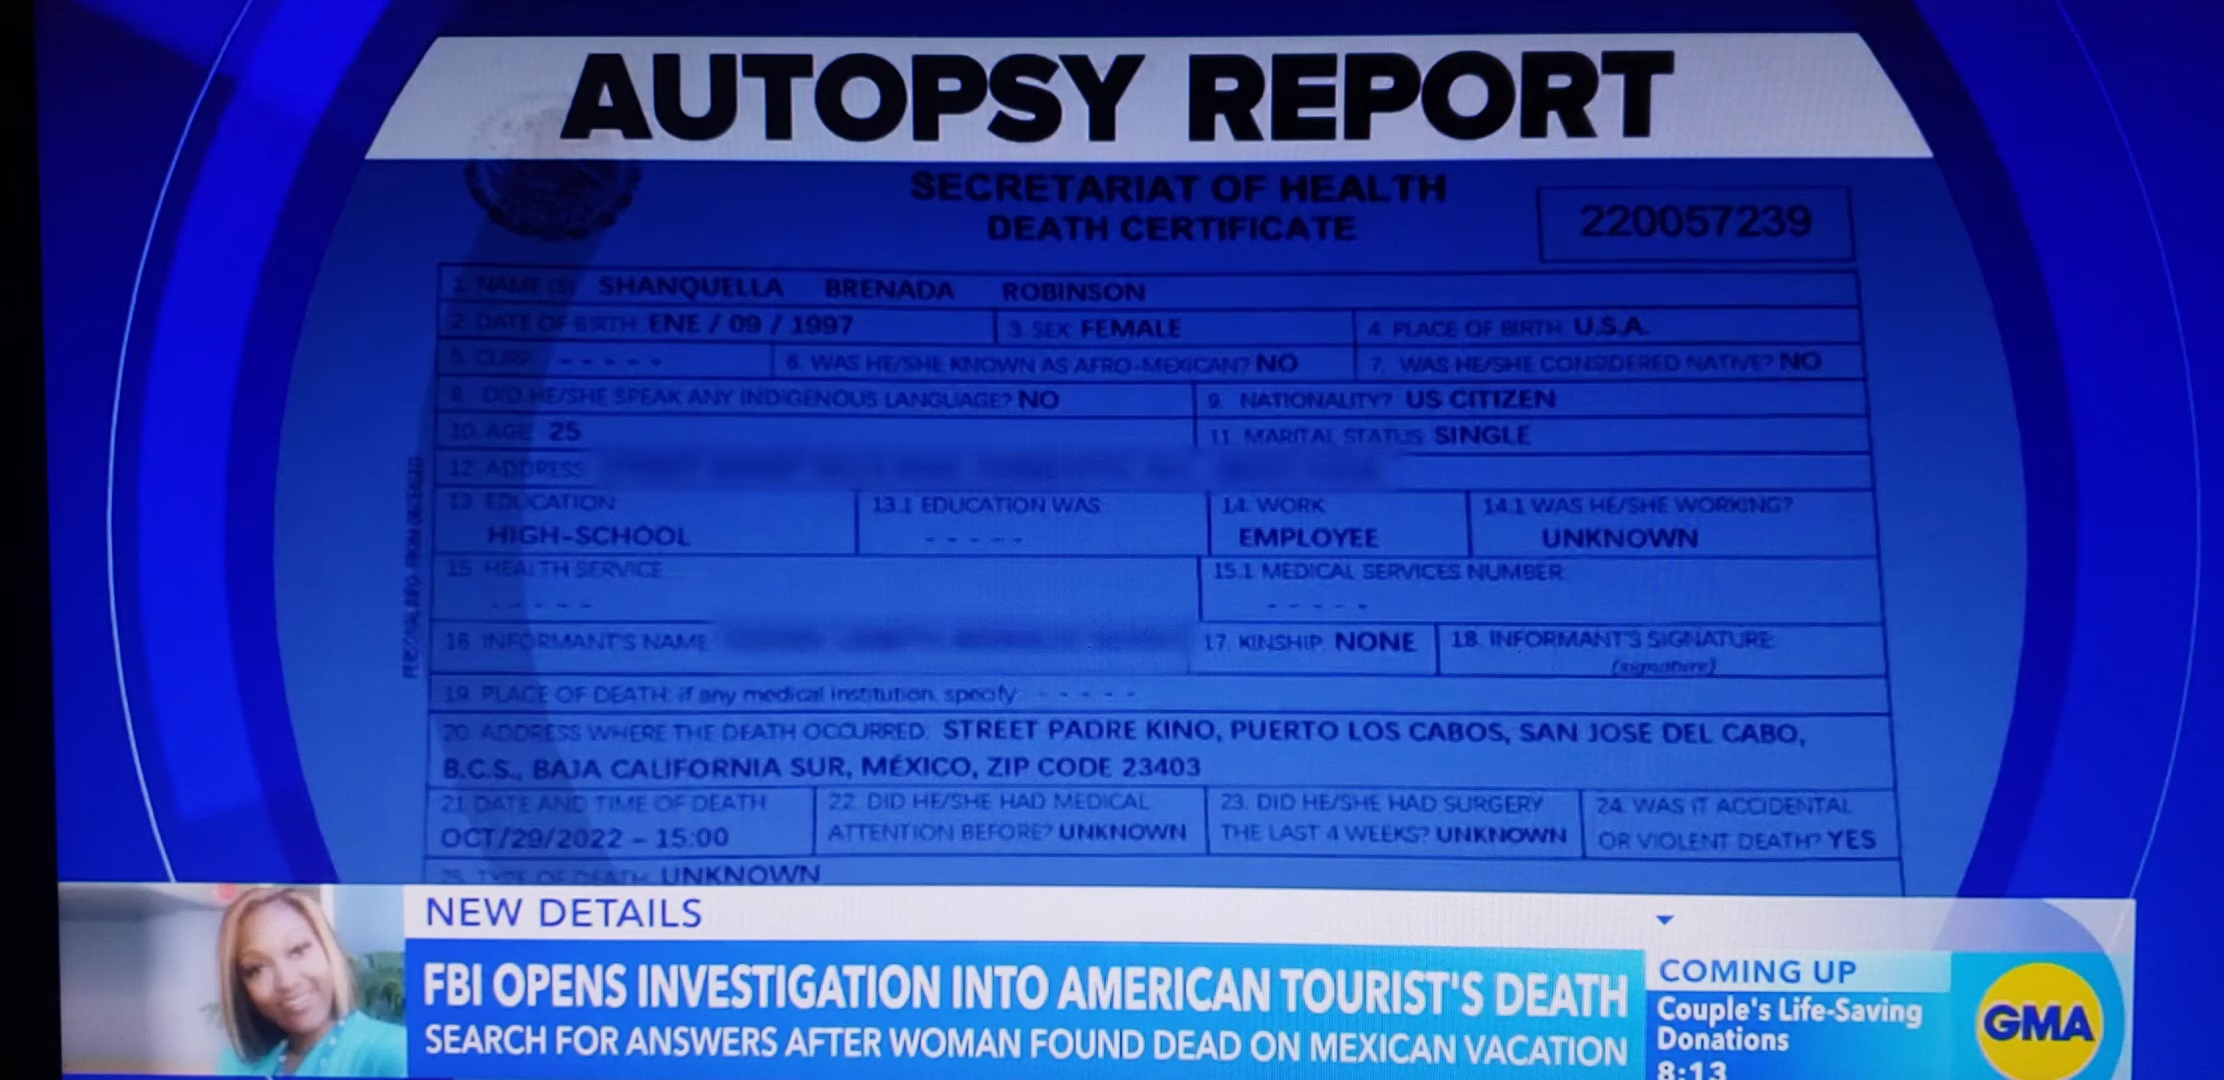 AUTOPSY REPORT
SECRETARIAT OF HEALTH
DEATH CERTIFICATE
220057239
1. NAME (S): SHANQUELLA BRENADA ROBINSON
2. DATE OF BIRTH: ENE / 09 / 1997 3. SEX: FEMALE 4. PLACE OF BIRTH: U.S.A.
5. CURP: - - - - - 6. WAS HE/SHE KNOWN AS AFRO-MEXICAN? NO 7. WAS HE/SHE CONSIDERED NATIVE? NO
8. DID HE/SHE SPEAK ANY INDIGENOUS LANGUAGE? NO 9. NATIONALITY? US CITIZEN
10. AGE: 25 11. MARITAL STATUS: SINGLE
12. ADDRESS:
13. EDUCATION 13.1 EDUCATION WAS 14. WORK 14.1 WAS HE/SHE WORKING?
HIGH-SCHOOL - - - - - EMPLOYEE UNKNOWN
15. HEALTH SERVICE 15.1 MEDICAL SERVICES NUMBER
- - - - - - - - - -
16. INFORMANT'S NAME: 17. KINSHIP: NONE 18. INFORMANT'S SIGNATURE:
(signature)
19. PLACE OF DEATH: if any medical institution, specify: - - - - -
20. ADDRESS WHERE THE DEATH OCCURRED: STREET PADRE KINO, PUERTO LOS CABOS, SAN JOSE DEL CABO,
B.C.S., BAJA CALIFORNIA SUR, MÉXICO, ZIP CODE 23403
21. DATE AND TIME OF DEATH 22. DID HE/SHE HAD MEDICAL 23. DID HE/SHE HAD SURGERY 24. WAS IT ACCIDENTAL
OCT/29/2022 - 15:00 ATTENTION BEFORE? UNKNOWN THE LAST 4 WEEKS? UNKNOWN OR VIOLENT DEATH? YES
25. TYPE OF DEATH: UNKNOWN
NEW DETAILS
FBI OPENS INVESTIGATION INTO AMERICAN TOURIST'S DEATH
SEARCH FOR ANSWERS AFTER WOMAN FOUND DEAD ON MEXICAN VACATION
COMING UP
Couple's Life-Saving
Donations
8:13
GMA